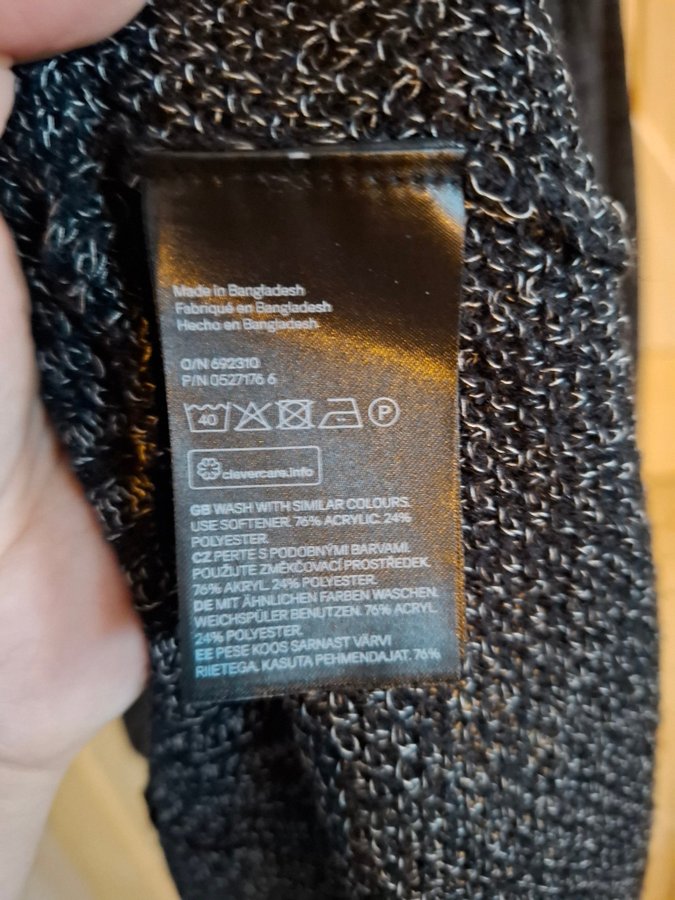 Made in Bangladesh
Fabriqué en Bangladesh
Hecho en Bangladesh
O/N 692310
P/N 0527176 6
40 P
clevercare.info
GB WASH WITH SIMILAR COLOURS.
USE SOFTENER. 76% ACRYLIC. 24%
POLYESTER.
CZ PERTE S PODOBNÝMI BARVAMI.
POUŽIJTE ZMĚKČOVACÍ PROSTŘEDEK.
76% AKRYL. 24% POLYESTER.
DE MIT ÄHNLICHEN FARBEN WASCHEN.
WEICHSPÜLER BENUTZEN. 76% ACRYL.
24% POLYESTER.
EE PESE KOOS SARNAST VÄRVI
RIIETEGA. KASUTA PEHMENDAJAT. 76%